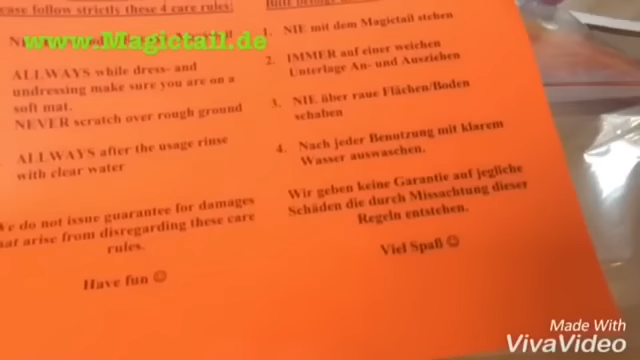 ease follow strictly these 4 care rules:
www.Magictail.de
ALLWAYS while dress- and
undressing make sure you are on a
soft mat.
NEVER scratch over rough ground
ALLWAYS after the usage rinse
with clear water
e do not issue guarantee for damages
at arise from disregarding these care
rules.
Have fun ☺
1. NIE mit dem Magictail stehen
2. IMMER auf einer weichen
Unterlage An- und Ausziehen
3. NIE über raue Flächen/Boden
schaben
4. Nach jeder Benutzung mit klarem
Wasser auswaschen.
Wir geben keine Garantie auf jegliche
Schäden die durch Missachtung dieser
Regeln entstehen.
Viel Spaß ☺
Made With
VivaVideo